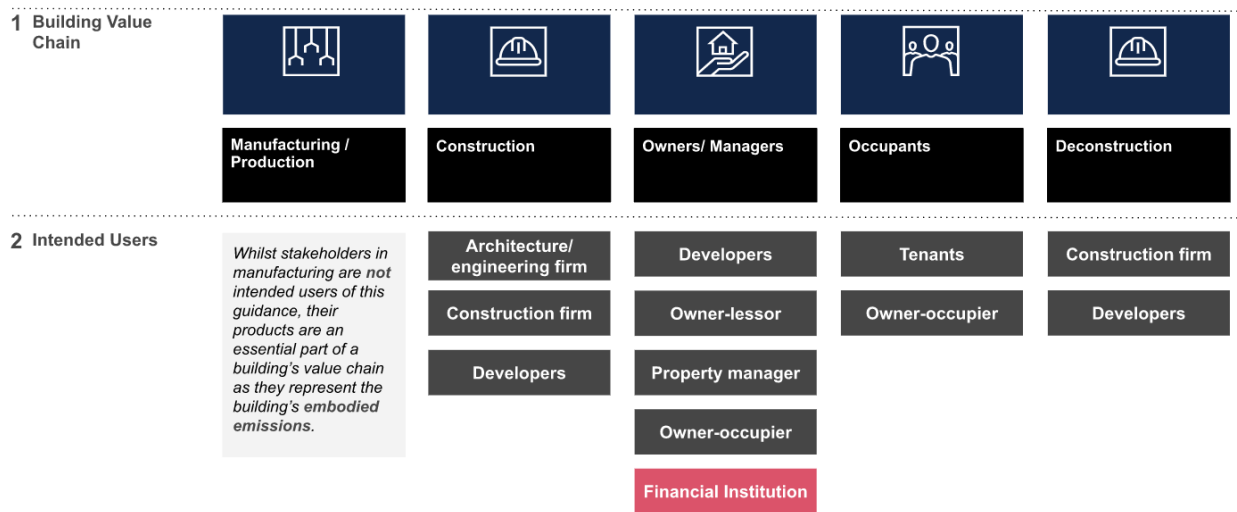 1 Building Value
Chain
Manufacturing /
Production
Construction
Owners/ Managers
Occupants
Deconstruction
2 Intended Users
Whilst stakeholders in
manufacturing are not
intended users of this
guidance, their
products are an
essential part of a
building's value chain
as they represent the
building's embodied
emissions.
Architecture/
engineering firm
Construction firm
Developers
Developers
Owner-lessor
Property manager
Owner-occupier
Financial Institution
Tenants
Owner-occupier
Construction firm
Developers